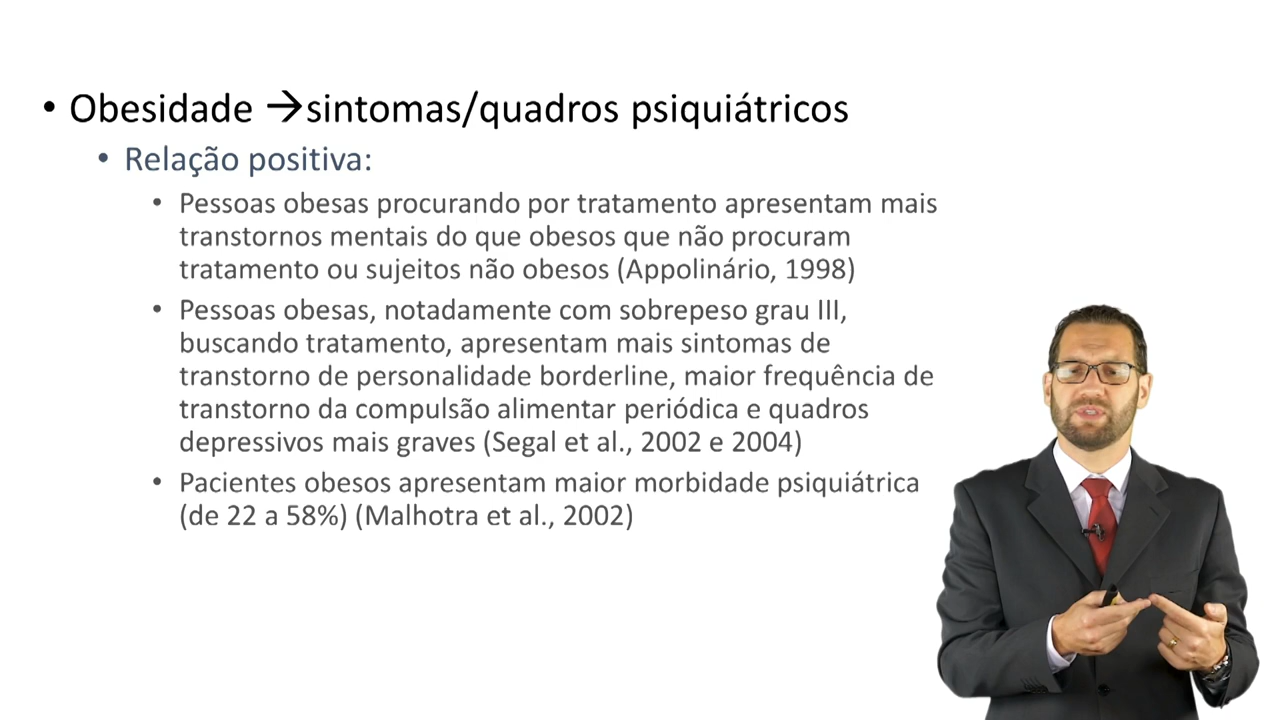 • Obesidade →sintomas/quadros psiquiátricos
• Relação positiva:
• Pessoas obesas procurando por tratamento apresentam mais
transtornos mentais do que obesos que não procuram
tratamento ou sujeitos não obesos (Appolinário, 1998)
• Pessoas obesas, notadamente com sobrepeso grau III,
buscando tratamento, apresentam mais sintomas de
transtorno de personalidade borderline, maior frequência de
transtorno da compulsão alimentar periódica e quadros
depressivos mais graves (Segal et al., 2002 e 2004)
• Pacientes obesos apresentam maior morbidade psiquiátrica
(de 22 a 58%) (Malhotra et al., 2002)